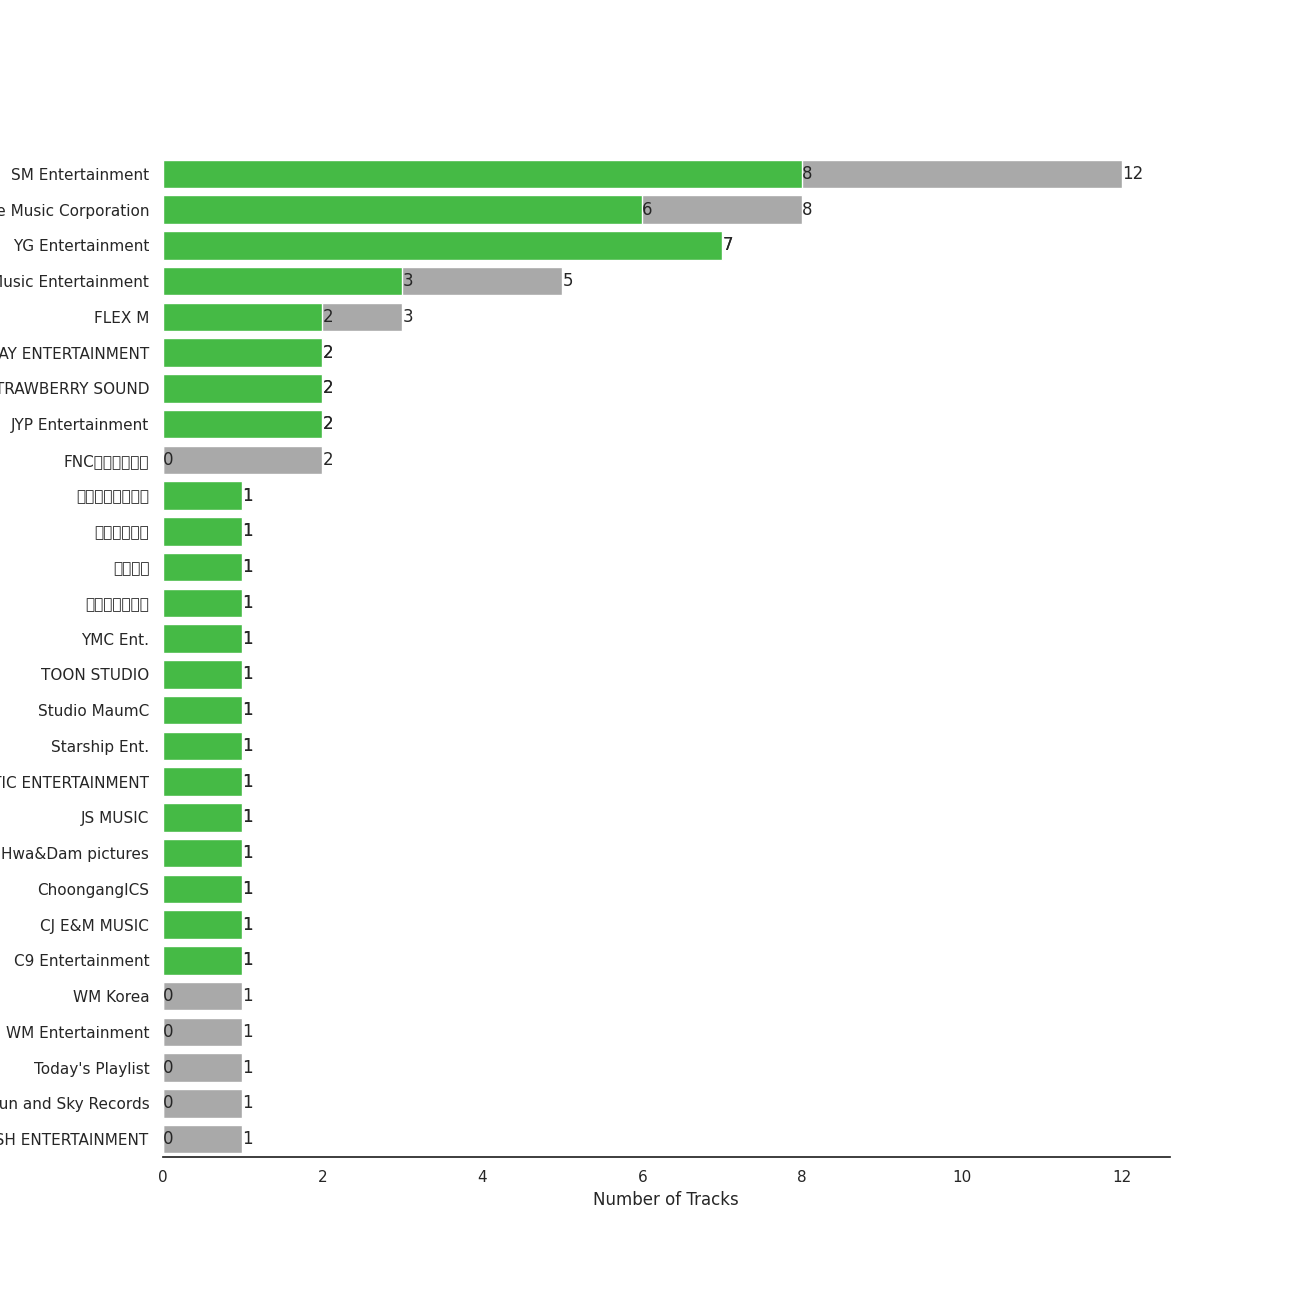 SM Entertainment 8 12
e Music Corporation 6 8
YG Entertainment 7
Music Entertainment 3 5
FLEX M 2 3
AY ENTERTAINMENT 2
TRAWBERRY SOUND 2
JYP Entertainment 2
FNC 0 2
1
1
1
1
YMC Ent. 1
TOON STUDIO 1
Studio MaumC 1
Starship Ent. 1
TIC ENTERTAINMENT 1
JS MUSIC 1
Hwa&Dam pictures 1
ChoongangICS 1
CJ E&M MUSIC 1
C9 Entertainment 1
WM Korea 0 1
WM Entertainment 0 1
Today's Playlist 0 1
un and Sky Records 0 1
SH ENTERTAINMENT 0 1
0 2 4 6 8 10 12
Number of Tracks